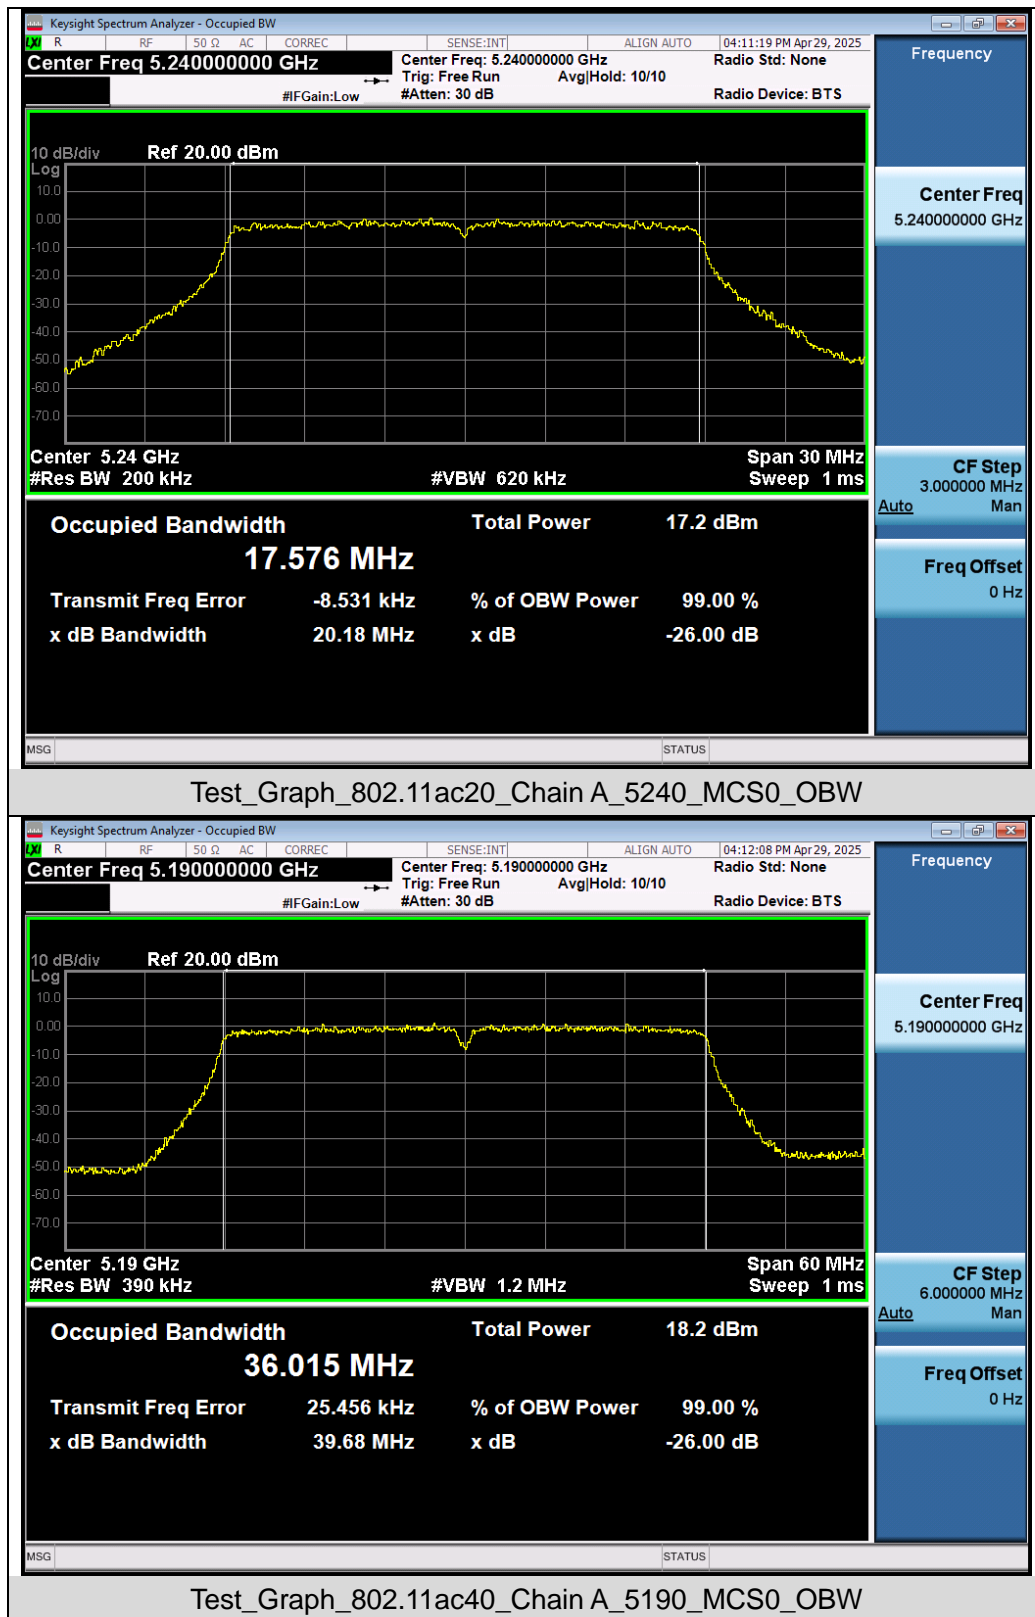 Keysight Spectrum Analyzer - Occupied BW
LXI R RF 50 Ω AC CORREC SENSE:INT ALIGN AUTO 04:11:19 PM Apr 29, 2025
Center Freq 5.240000000 GHz
Center Freq: 5.240000000 GHz
Radio Std: None
Trig: Free Run Avg|Hold: 10/10
#IFGain:Low
#Atten: 30 dB
Radio Device: BTS
10 dB/div Ref 20.00 dBm
Log
10.0
0.00
-10.0
-20.0
-30.0
-40.0
-50.0
-60.0
-70.0
Center 5.24 GHz Span 30 MHz
#Res BW 200 kHz #VBW 620 kHz Sweep 1 ms
Occupied Bandwidth Total Power 17.2 dBm
17.576 MHz
Transmit Freq Error -8.531 kHz % of OBW Power 99.00 %
x dB Bandwidth 20.18 MHz x dB -26.00 dB
MSG STATUS
Frequency
Center Freq
5.240000000 GHz
CF Step
3.000000 MHz
Auto Man
Freq Offset
0 Hz
Test_Graph_802.11ac20_Chain A_5240_MCS0_OBW
Keysight Spectrum Analyzer - Occupied BW
LXI R RF 50 Ω AC CORREC SENSE:INT ALIGN AUTO 04:12:08 PM Apr 29, 2025
Center Freq 5.190000000 GHz
Center Freq: 5.190000000 GHz
Radio Std: None
Trig: Free Run Avg|Hold: 10/10
#IFGain:Low
#Atten: 30 dB
Radio Device: BTS
10 dB/div Ref 20.00 dBm
Log
10.0
0.00
-10.0
-20.0
-30.0
-40.0
-50.0
-60.0
-70.0
Center 5.19 GHz Span 60 MHz
#Res BW 390 kHz #VBW 1.2 MHz Sweep 1 ms
Occupied Bandwidth Total Power 18.2 dBm
36.015 MHz
Transmit Freq Error 25.456 kHz % of OBW Power 99.00 %
x dB Bandwidth 39.68 MHz x dB -26.00 dB
MSG STATUS
Frequency
Center Freq
5.190000000 GHz
CF Step
6.000000 MHz
Auto Man
Freq Offset
0 Hz
Test_Graph_802.11ac40_Chain A_5190_MCS0_OBW